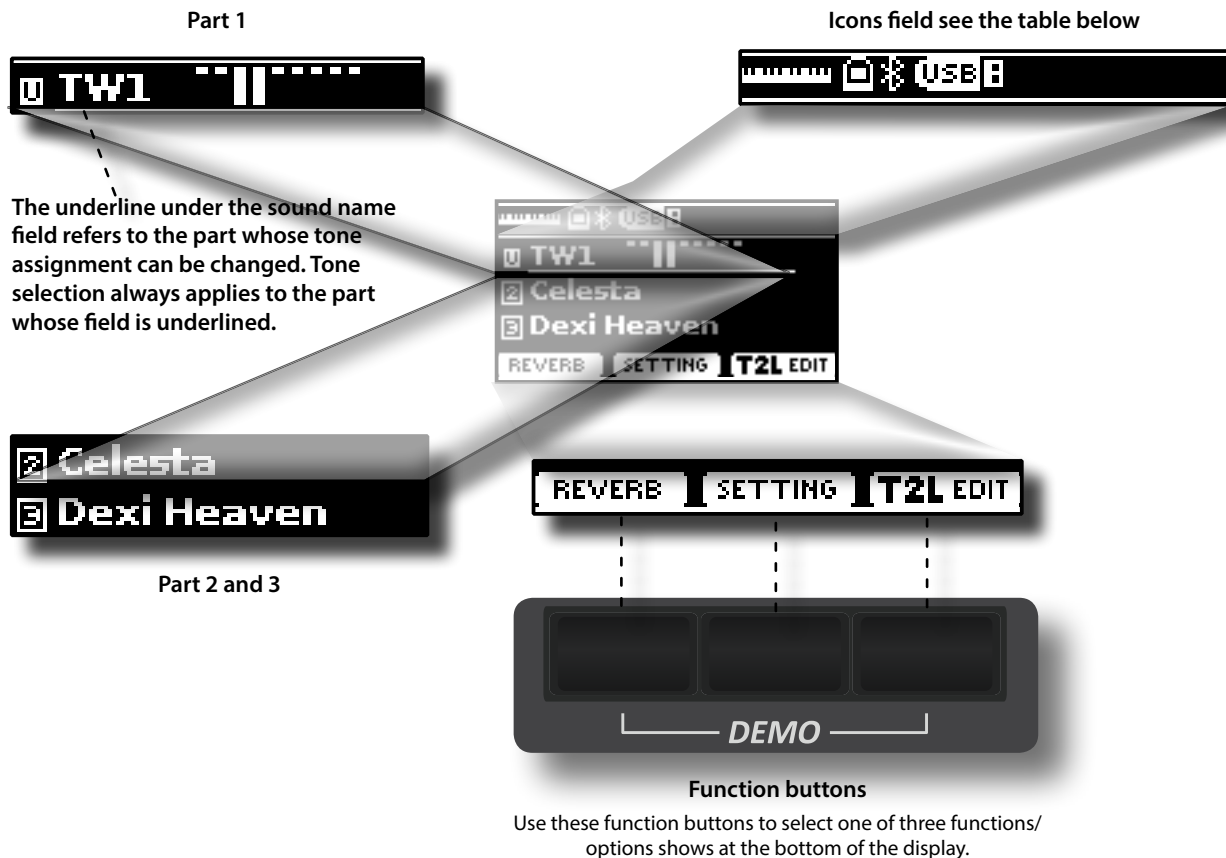 Part 1
Icons field see the table below
U TW1
USB
The underline under the sound name
field refers to the part whose tone
assignment can be changed. Tone
selection always applies to the part
whose field is underlined.
USB
U TW1
2 Celesta
3 Dexi Heaven
REVERB SETTING T2L EDIT
2 Celesta
3 Dexi Heaven
Part 2 and 3
REVERB SETTING T2L EDIT
DEMO
Function buttons
Use these function buttons to select one of three functions/
options shows at the bottom of the display.